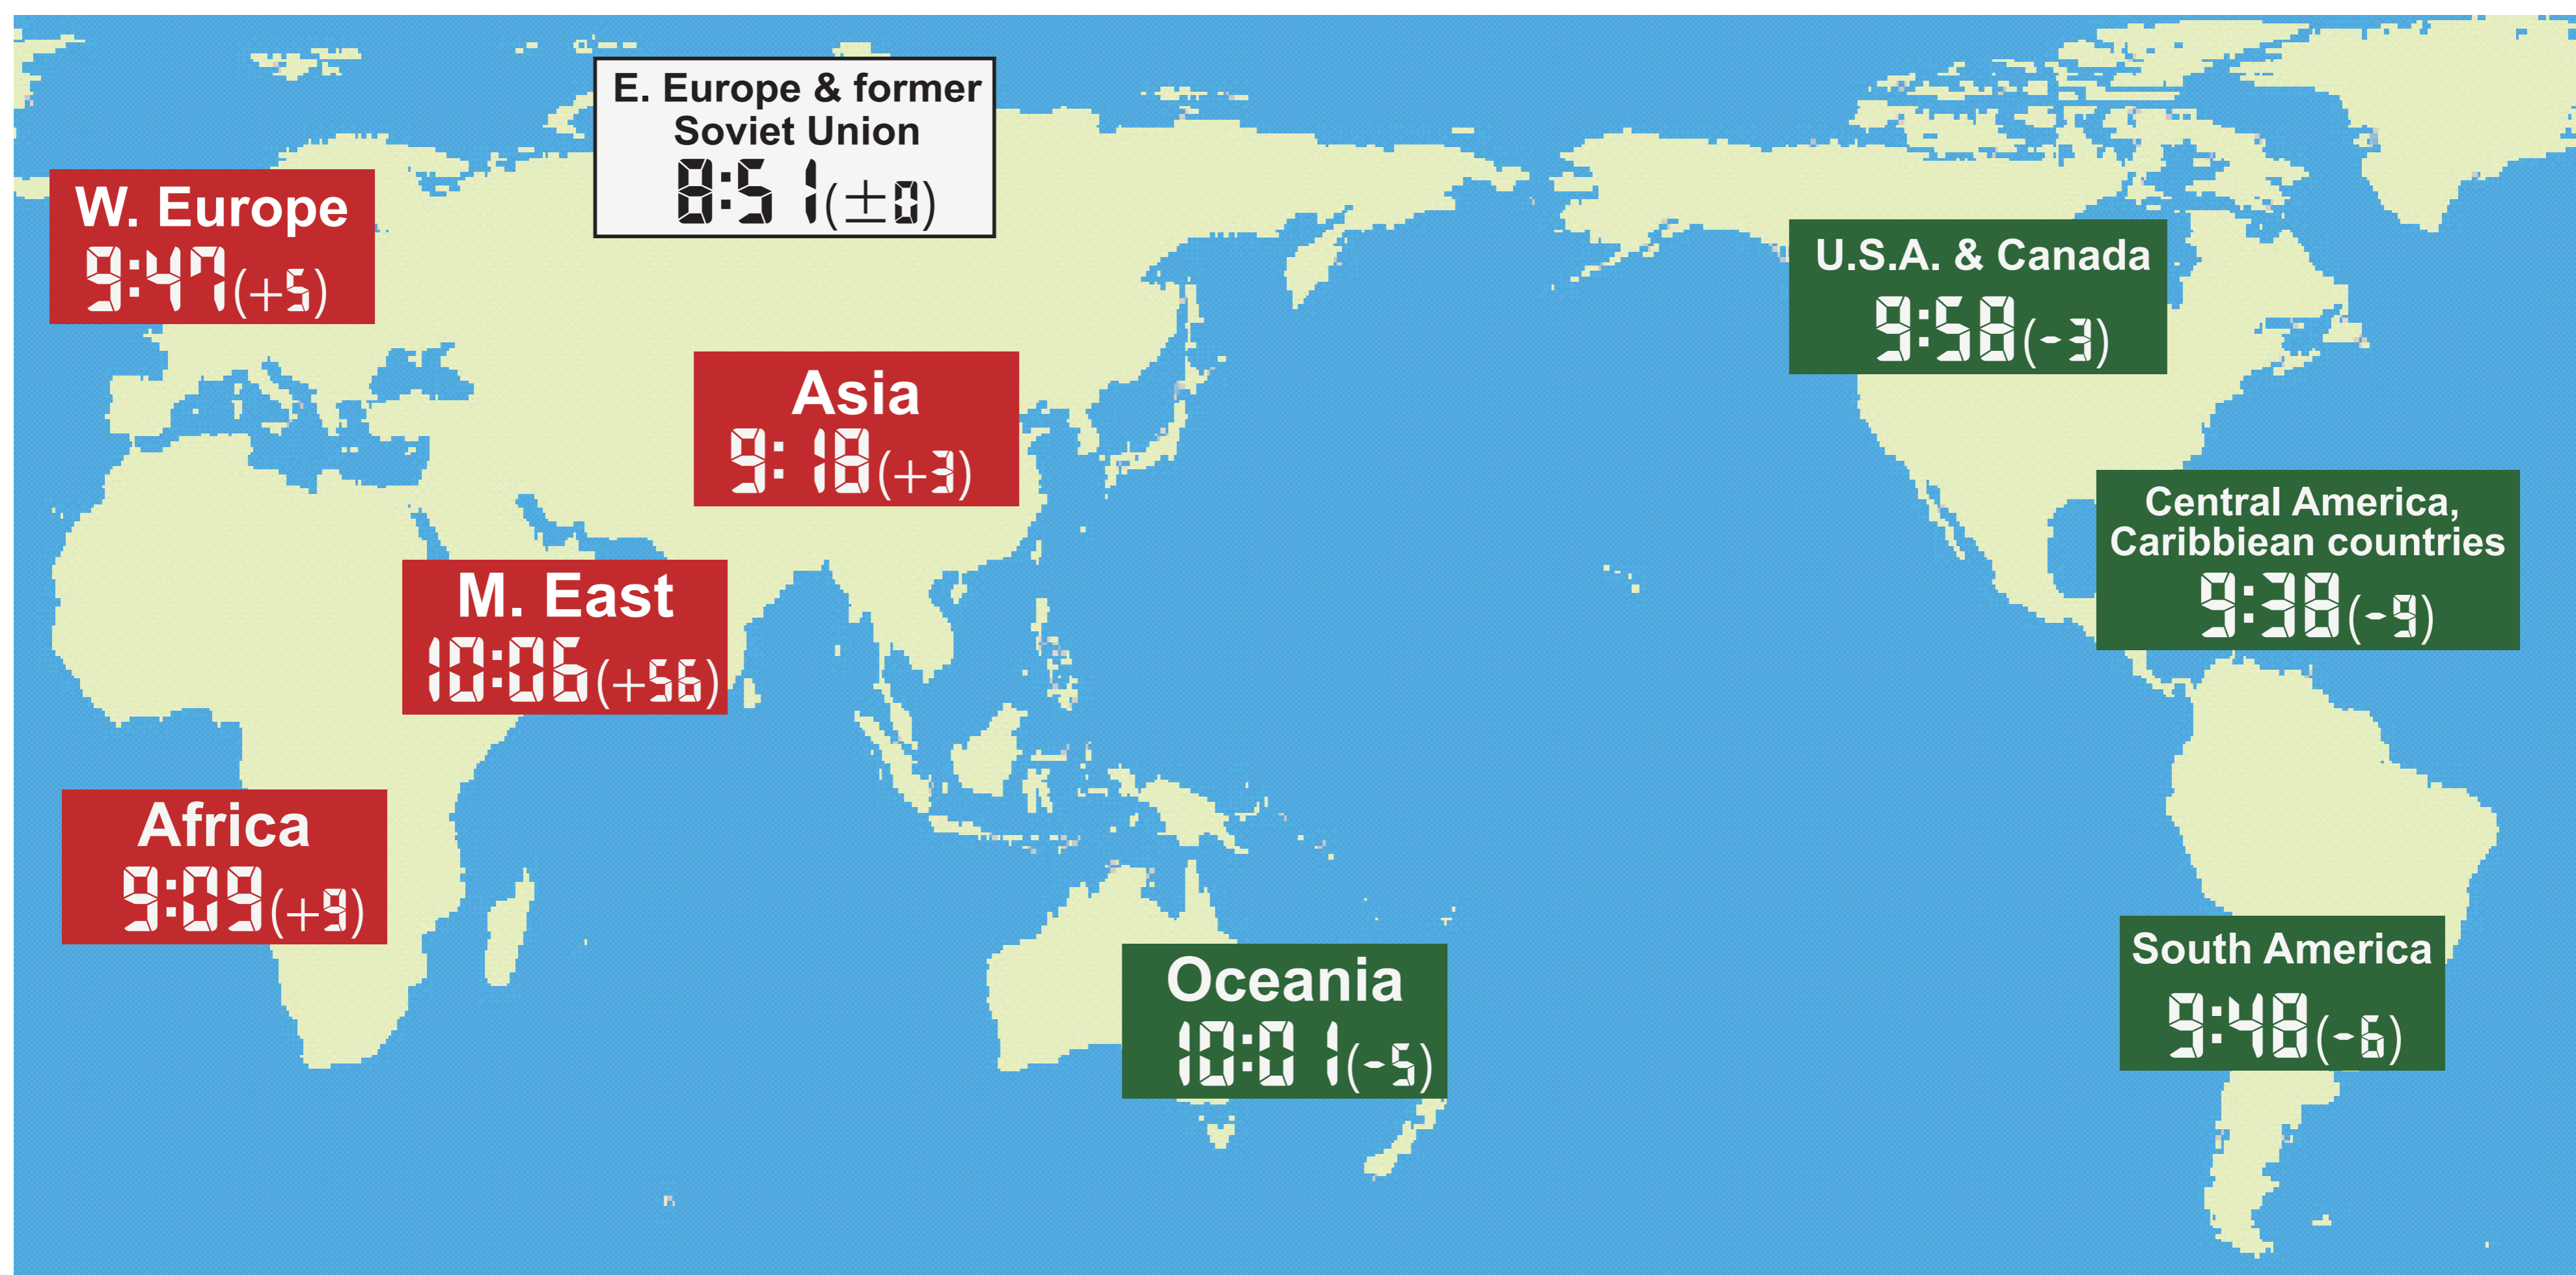 E. Europe & former
Soviet Union
8:51(±0)
W. Europe
9:47(+5)
U.S.A. & Canada
9:58(-3)
Asia
9:18(+3)
Central America,
Caribbiean countries
9:38(-9)
M. East
10:06(+56)
Africa
9:09(+9)
South America
9:48(-6)
Oceania
10:01(-5)